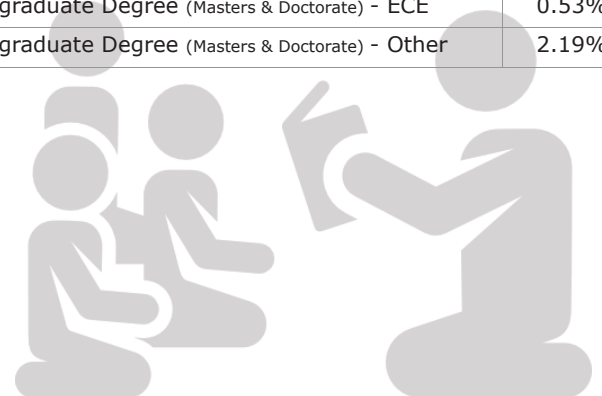 graduate Degree (Masters & Doctorate) - ECE 0.53%
graduate Degree (Masters & Doctorate) - Other 2.19%